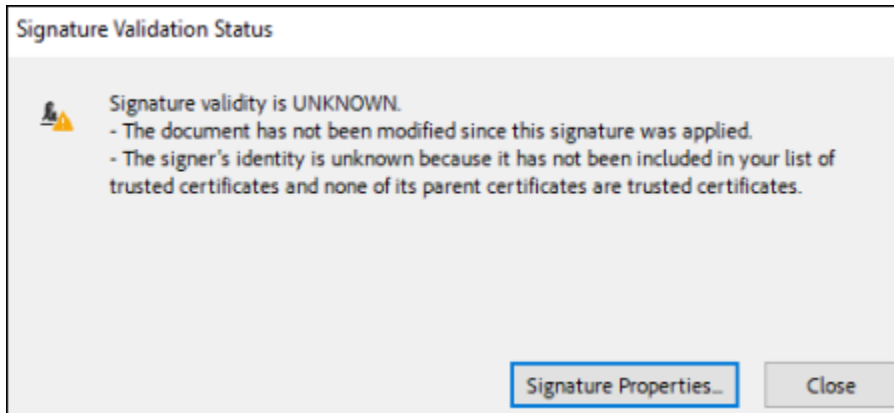 Signature Validation Status
Signature validity is UNKNOWN.
- The document has not been modified since this signature was applied.
- The signer's identity is unknown because it has not been included in your list of
trusted certificates and none of its parent certificates are trusted certificates.
Signature Properties...
Close